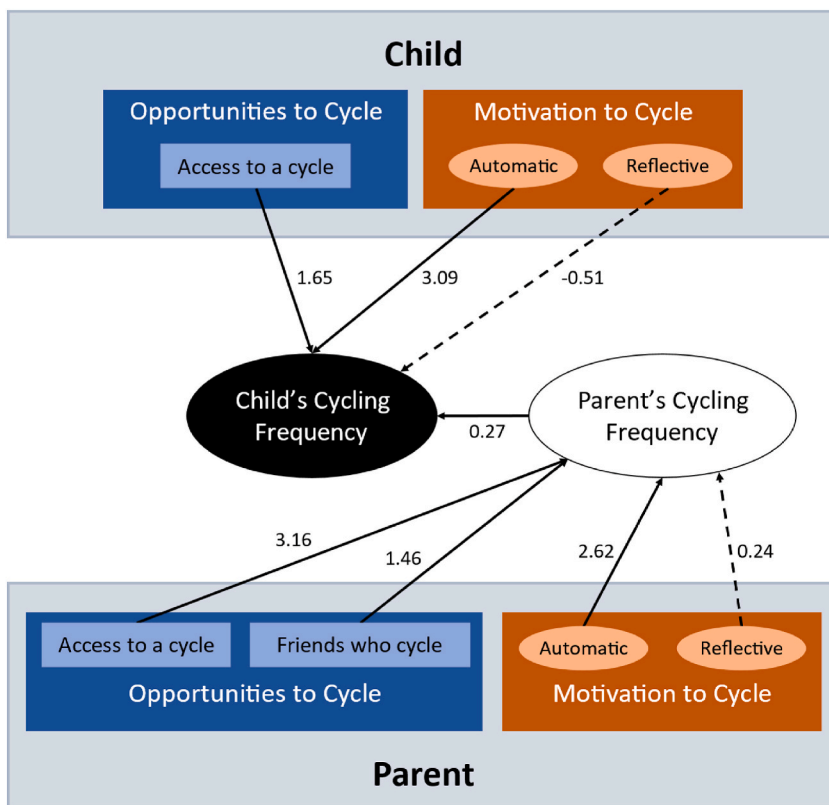 Child
Opportunities to Cycle
Motivation to Cycle
Access to a cycle
Automatic
Reflective
1.65
3.09
-0.51
Child's Cycling
Frequency
Parent's Cycling
Frequency
0.27
3.16
1.46
2.62
0.24
Access to a cycle
Friends who cycle
Automatic
Reflective
Opportunities to Cycle
Motivation to Cycle
Parent